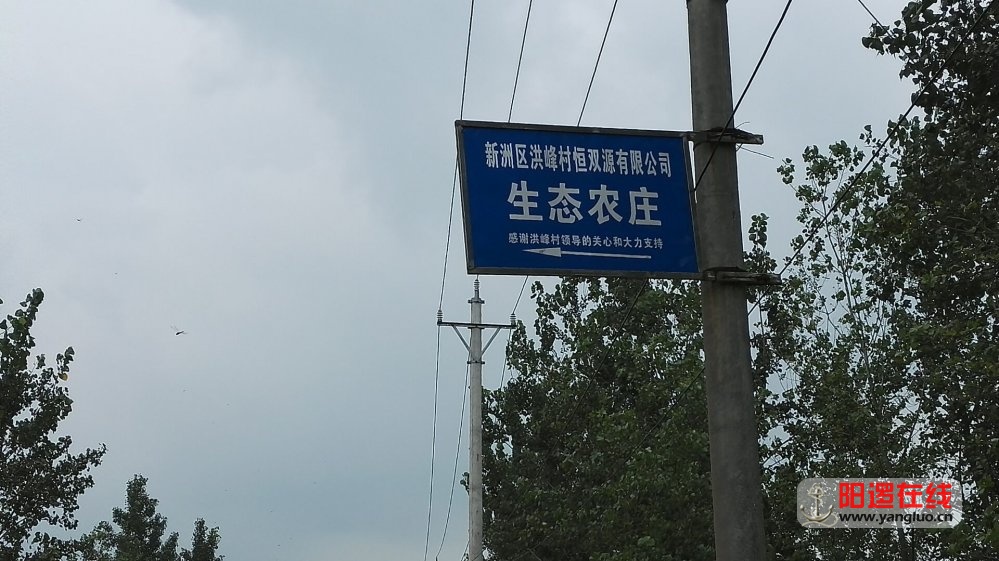 新洲区洪峰村恒双源有限公司
生态农庄
感谢洪峰村领导的关心和大力支持
阳逻在线
www.yangluo.cn